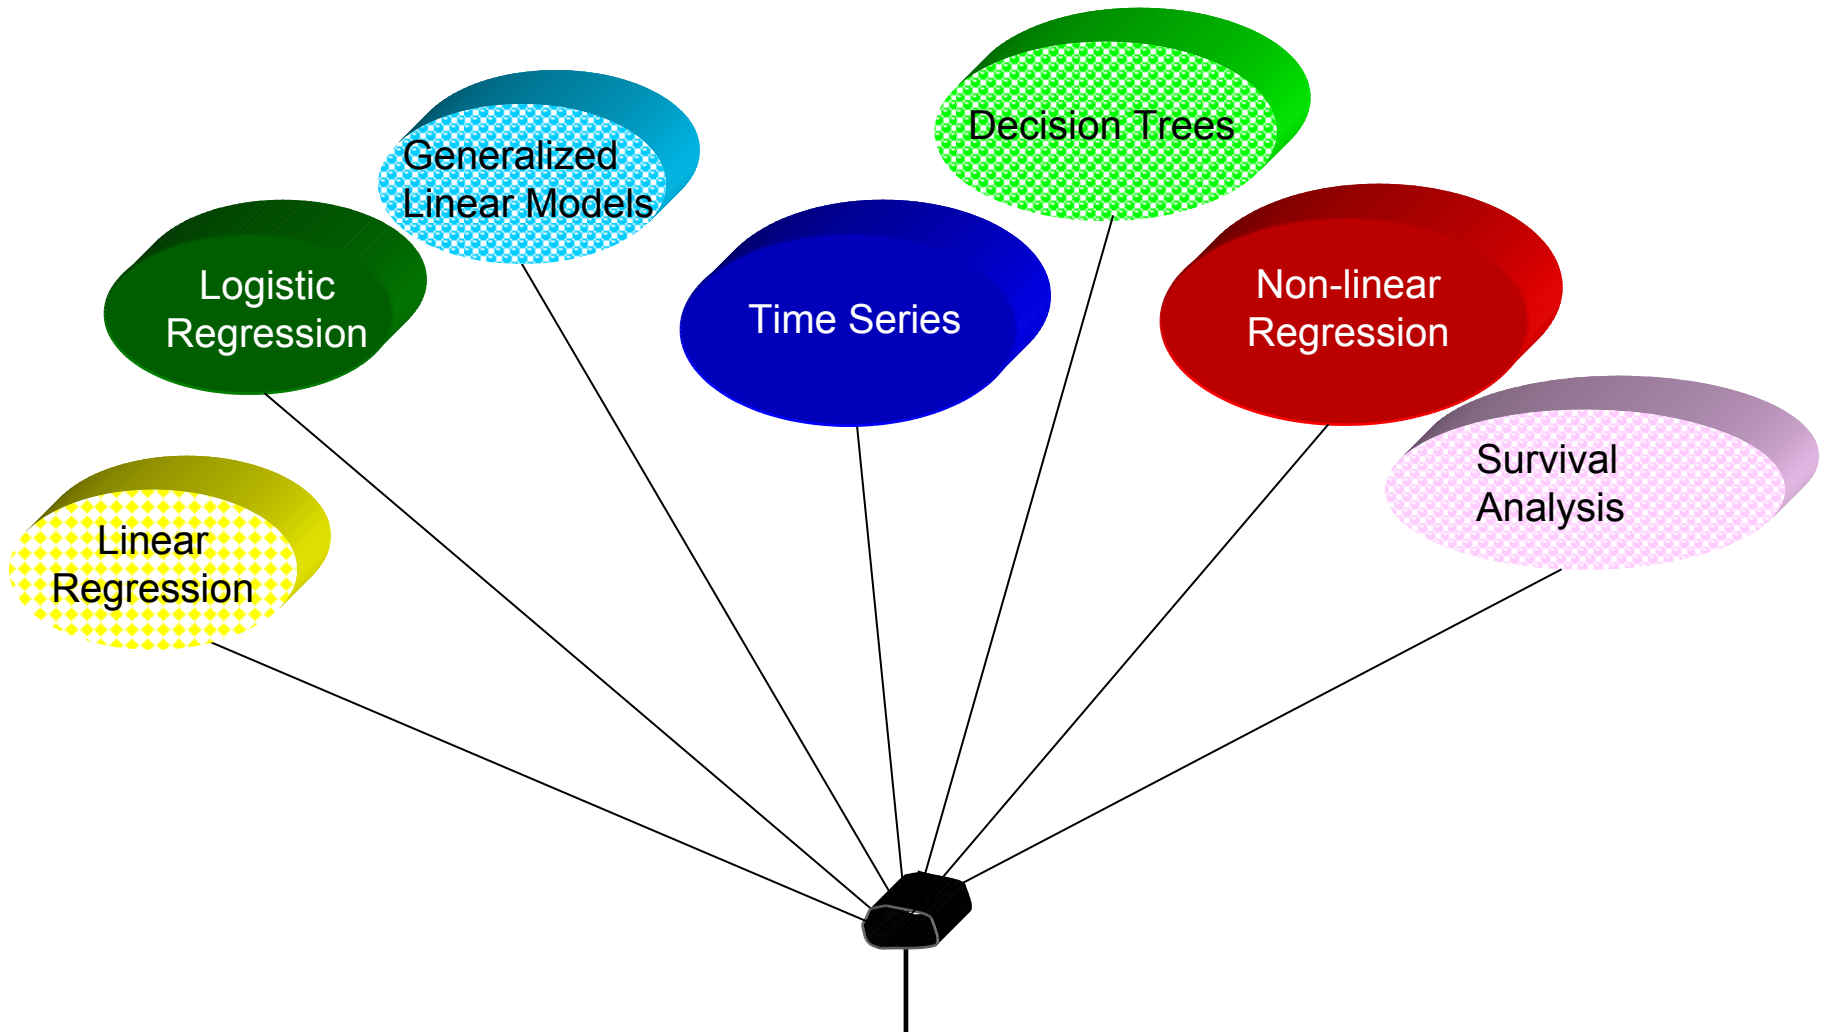 Decision Trees
Generalized
Linear Models
Logistic
Regression
Time Series
Non-linear
Regression
Survival
Analysis
Linear
Regression